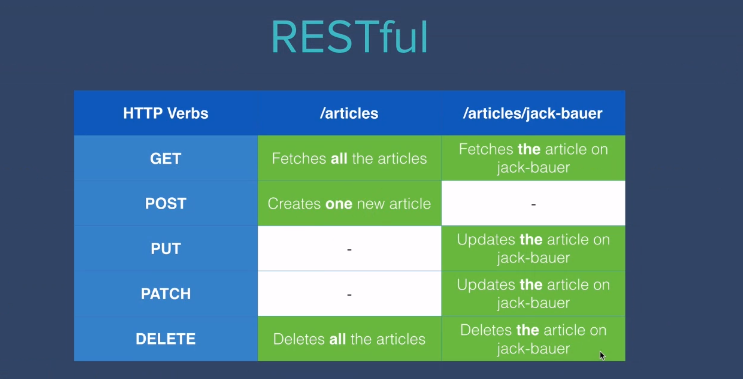 RESTful
HTTP Verbs
/articles
/articles/jack-bauer
GET
Fetches all the articles
Fetches the article on
jack-bauer
POST
Creates one new article
-
PUT
-
Updates the article on
jack-bauer
PATCH
-
Updates the article on
jack-bauer
DELETE
Deletes all the articles
Deletes the article on
jack-bauer